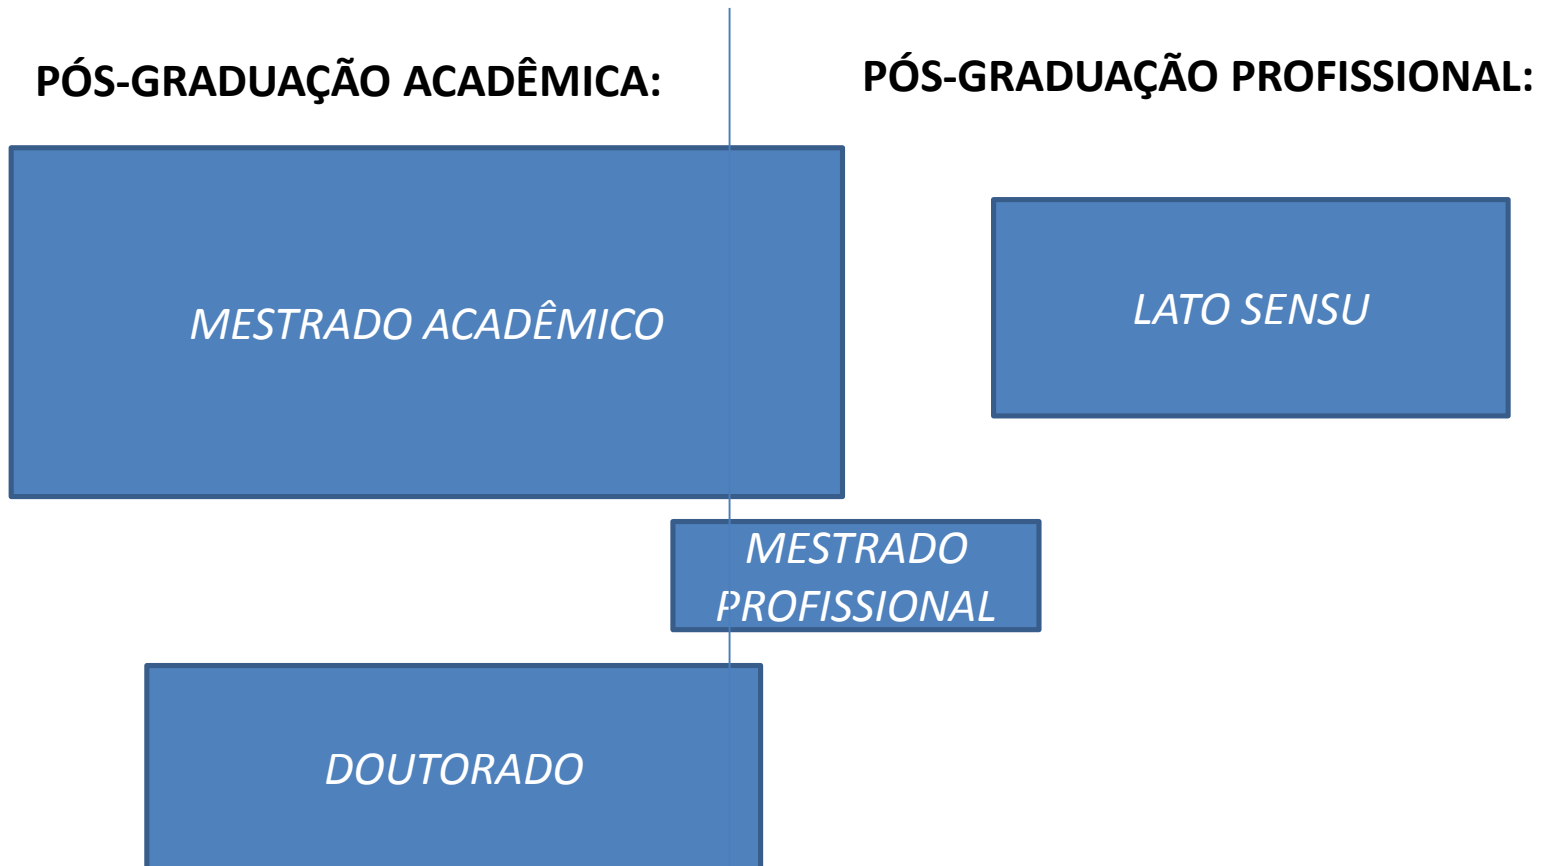 PÓS-GRADUAÇÃO ACADÊMICA:
PÓS-GRADUAÇÃO PROFISSIONAL:
MESTRADO ACADÊMICO
LATO SENSU
MESTRADO
PROFISSIONAL
DOUTORADO